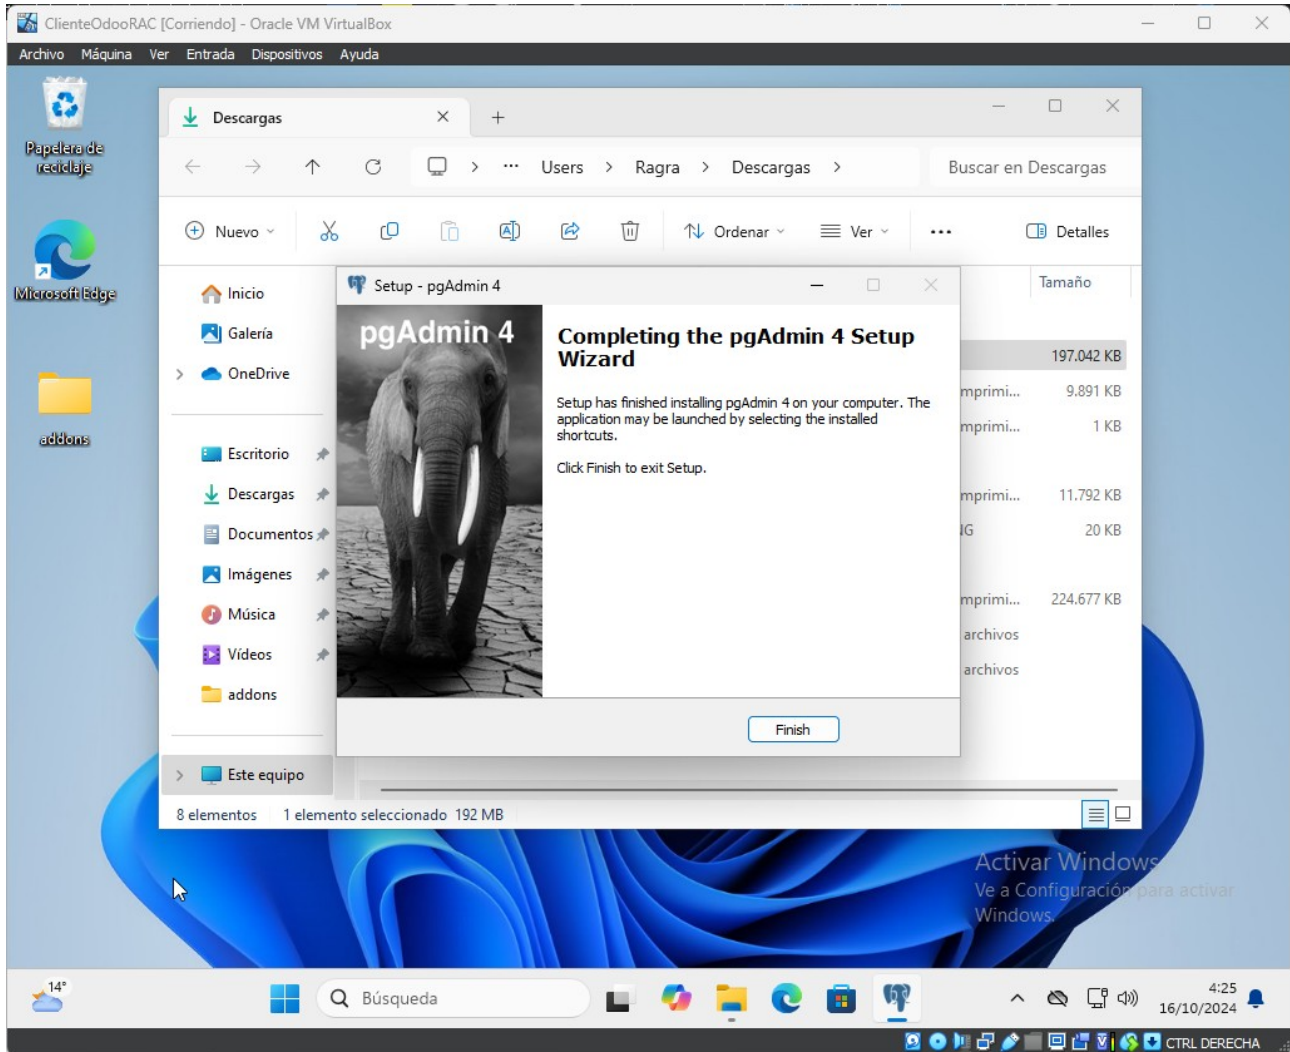 ClienteOdooRAC [Corriendo] - Oracle VM VirtualBox
Archivo Máquina Ver Entrada Dispositivos Ayuda
Papelera de
reciclaje
Microsoft Edge
addons
Descargas
Users > Ragra > Descargas >
Buscar en Descargas
Nuevo
Ordenar
Ver
Detalles
Inicio
Galería
OneDrive
Escritorio
Descargas
Documentos
Imágenes
Música
Vídeos
addons
Este equipo
Tamaño
197.042 KB
mprimi... 9.891 KB
mprimi... 1 KB
mprimi... 11.792 KB
IG 20 KB
mprimi... 224.677 KB
archivos
archivos
Setup - pgAdmin 4
pgAdmin 4
Completing the pgAdmin 4 Setup
Wizard
Setup has finished installing pgAdmin 4 on your computer. The
application may be launched by selecting the installed
shortcuts.
Click Finish to exit Setup.
Finish
8 elementos 1 elemento seleccionado 192 MB
Activar Windows
Ve a Configuración para activar
Windows.
14°
Búsqueda
4:25
16/10/2024
CTRL DERECHA